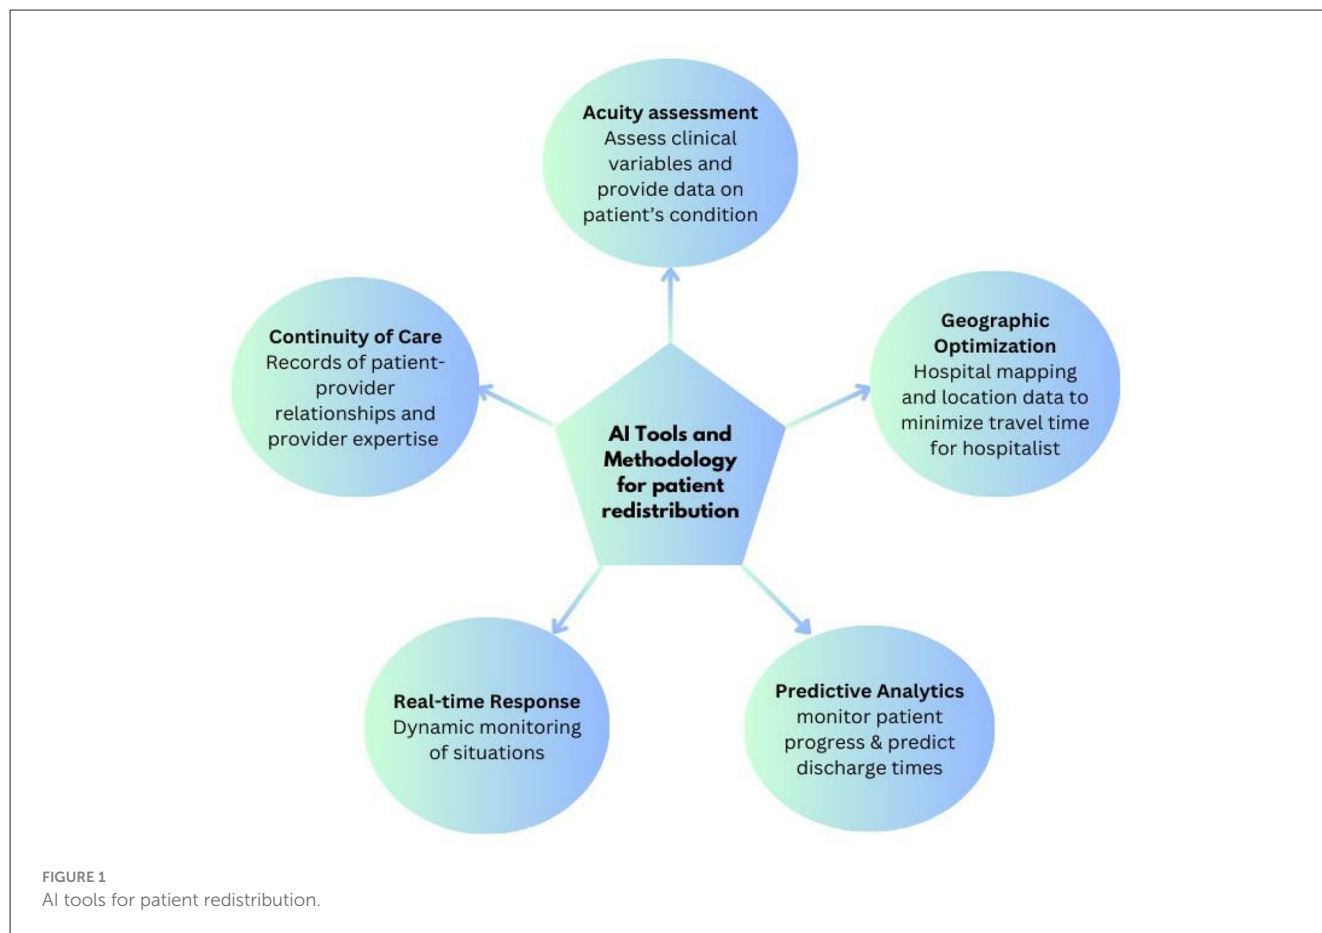 Acuity assessment
Assess clinical
variables and
provide data on
patient's condition
Continuity of Care
Records of patient-
provider
relationships and
provider expertise
Geographic
Optimization
Hospital mapping
and location data to
minimize travel time
for hospitalist
AI Tools and
Methodology
for patient
redistribution
Real-time Response
Dynamic monitoring
of situations
Predictive Analytics
monitor patient
progress & predict
discharge times
FIGURE 1
AI tools for patient redistribution.